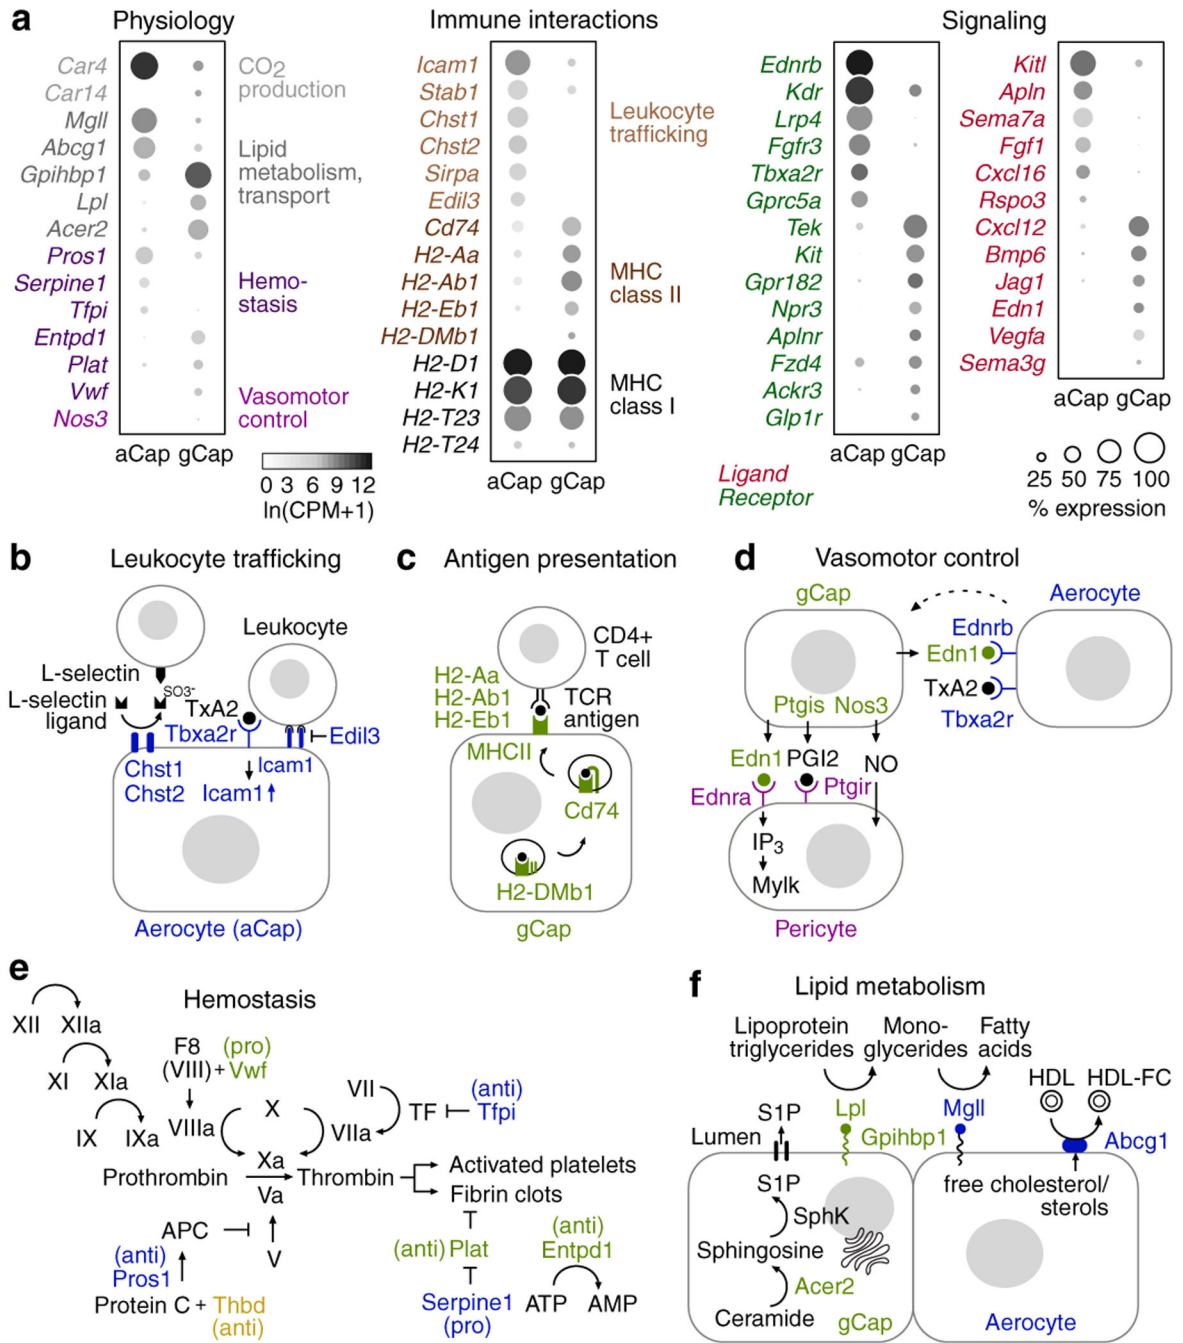 a
Physiology
Car4
Car14
Mgll
Abcg1
Gpihbp1
Lpl
Acer2
Pros1
Serpine1
Tfpi
Entpd1
Plat
Vwf
Nos3
CO2
production
Lipid
metabolism,
transport
Hemo-
stasis
Vasomotor
control
aCap gCap
0 3 6 9 12
ln(CPM+1)
Immune interactions
Icam1
Stab1
Chst1
Chst2
Sirpa
Edil3
Cd74
H2-Aa
H2-Ab1
H2-Eb1
H2-DMb1
H2-D1
H2-K1
H2-T23
H2-T24
Leukocyte
trafficking
MHC
class II
MHC
class I
aCap gCap
Signaling
Ednrb
Kdr
Lrp4
Fgfr3
Tbxa2r
Gprc5a
Tek
Kit
Gpr182
Npr3
Aplnr
Fzd4
Ackr3
Glp1r
aCap gCap
Kitl
Apln
Sema7a
Fgf1
Cxcl16
Rspo3
Cxcl12
Bmp6
Jag1
Edn1
Vegfa
Sema3g
aCap gCap
Ligand
Receptor
25 50 75 100
% expression
b
Leukocyte trafficking
Leukocyte
L-selectin
L-selectin
ligand
SO3-
TxA2
Tbxa2r
Edil3
Chst1
Chst2
Icam1
Icam1
Aerocyte (aCap)
c
Antigen presentation
CD4+
T cell
H2-Aa
H2-Ab1
H2-Eb1
TCR
antigen
MHCII
Cd74
H2-DMb1
gCap
d
Vasomotor control
gCap
Aerocyte
Ednrb
Edn1
TxA2
Tbxa2r
Ptgis Nos3
Edn1 PGI2
NO
Ednra
Ptgir
IP3
Mylk
Pericyte
e
Hemostasis
XII XIIa
XI XIa
IX IXa
F8
(VIII) +
(pro)
Vwf
VIIIa
X
VII
VIIa
TF
(anti)
Tfpi
Xa
Prothrombin
Thrombin
Va
Activated platelets
Fibrin clots
APC
V
(anti)
Pros1
Protein C + Thbd
(anti)
(anti) Plat
Serpine1
(pro)
(anti)
Entpd1
ATP AMP
f
Lipid metabolism
Lipoprotein
triglycerides
Mono-
glycerides
Fatty
acids
HDL HDL-FC
S1P
Lumen
Lpl
Gpihbp1
Mgll
Abcg1
S1P
SphK
Sphingosine
Acer2
Ceramide
gCap
free cholesterol/
sterols
Aerocyte